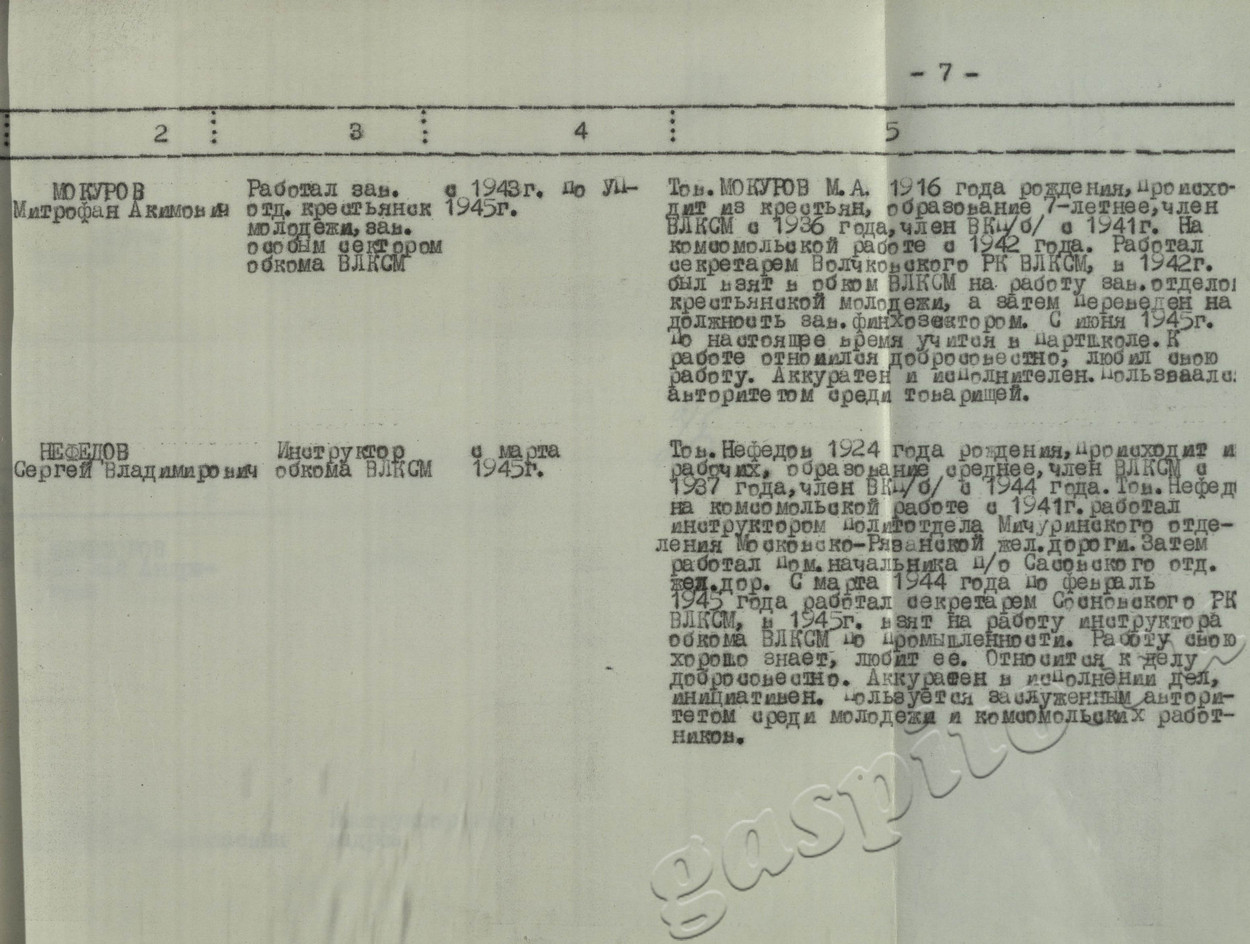 - 7 -
2 3 4 5
МОКУРОВ
Митрофан Акимович
Работал зав.
отд. крестьянск
молодежи, зав.
особым сектором
обкома ВЛКСМ
с 1943г. по
1945г.
Тов. МОКУРОВ М.А. 1916 года рождения, происхо-
дит из крестьян, образование 7-летнее, член
ВЛКСМ с 1936 года, член ВКП/б/ с 1941г. На
комсомольской работе с 1942 года. Работал
секретарем Волчковского РК ВЛКСМ, в 1942г.
был взят в обком ВЛКСМ на работу зав. отдело
крестьянской молодежи, а затем переведен на
должность зав. финхозсектором. С июня 1945г.
по настоящее время учится в партшколе. К
работе относился добросовестно, любил свою
работу. Аккуратен и исполнителен. Пользваалс
авторитетом среди товарищей.
НЕФЕДОВ
Сергей Владимирович
Инструктор
обкома ВЛКСМ
с марта
1945г.
Тов. Нефедов 1924 года рождения, происходит и
рабочих, образование среднее, член ВЛКСМ с
1937 года, член ВКП/б/ с 1944 года. Тов. Нефед
на комсомольской работе с 1941г. работал
инструктором политотдела Мичуринского отде-
ления Московско-Рязанской жел. дороги. Затем
работал пом. начальника п/о Сасовского отд.
жел. дор. С марта 1944 года по февраль
1945 года работал секретарем Сосновского РК
ВЛКСМ, в 1945г. взят на работу инструктора
обкома ВЛКСМ по промышленности. Работу свою
хорошо знает, любит ее. Относится к делу
добросовестно. Аккуратен в исполнении дел,
инициативен. Пользуется заслуженным автори-
тетом среди молодежи и комсомольских работ-
ников.